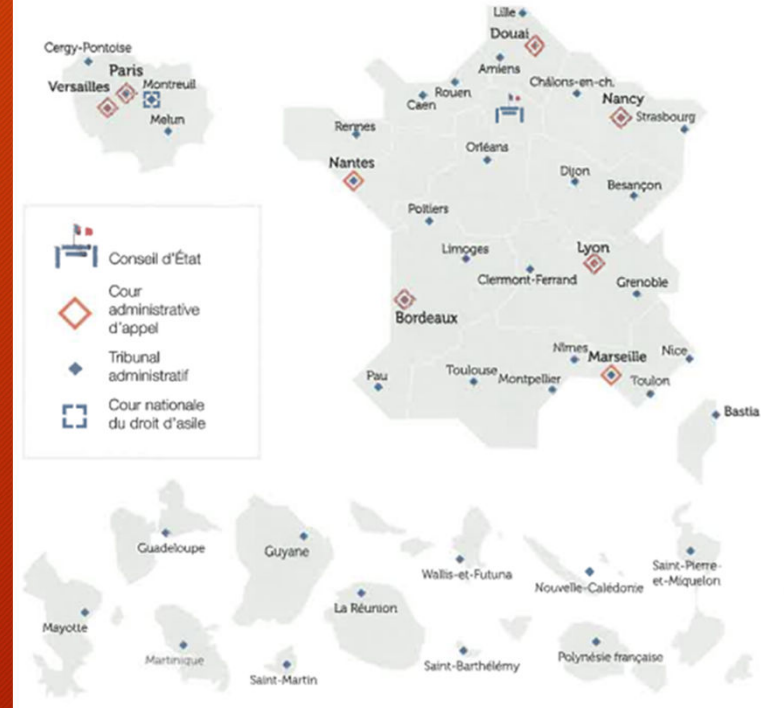 Cergy-Pontoise
Paris
Versailles
Montreuil
Melun
Lille
Douai
Amiens
Rouen
Caen
Châlons-en-ch.
Nancy
Strasbourg
Rennes
Nantes
Orléans
Dijon
Besançon
Poitiers
Limoges
Clermont-Ferrand
Lyon
Grenoble
Bordeaux
Nîmes
Marseille
Nice
Pau
Toulouse
Montpellier
Toulon
Bastia
Conseil d'État
Cour
administrative
d'appel
Tribunal
administratif
Cour nationale
du droit d'asile
Guadeloupe
Guyane
Wallis-et-Futuna
Nouvelle-Calédonie
Saint-Pierre-
et-Miquelon
Mayotte
La Réunion
Martinique
Saint-Martin
Saint-Barthélémy
Polynésie française